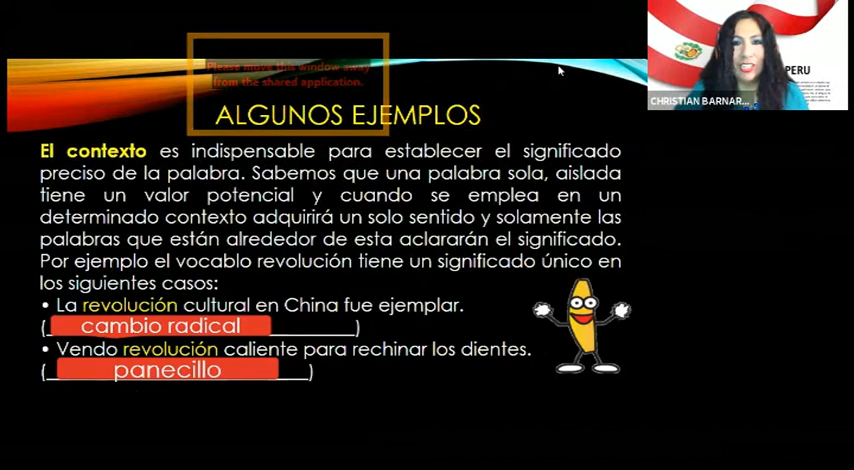 Please move this window away
from the shared application.
ALGUNOS EJEMPLOS
El contexto es indispensable para establecer el significado
preciso de la palabra. Sabemos que una palabra sola, aislada
tiene un valor potencial y cuando se emplea en un
determinado contexto adquirirá un solo sentido y solamente las
palabras que están alrededor de esta aclararán el significado.
Por ejemplo el vocablo revolución tiene un significado único en
los siguientes casos:
• La revolución cultural en China fue ejemplar.
(_cambio radical________)
• Vendo revolución caliente para rechinar los dientes.
(_panecillo___)
PERU
CHRISTIAN BARNAR...